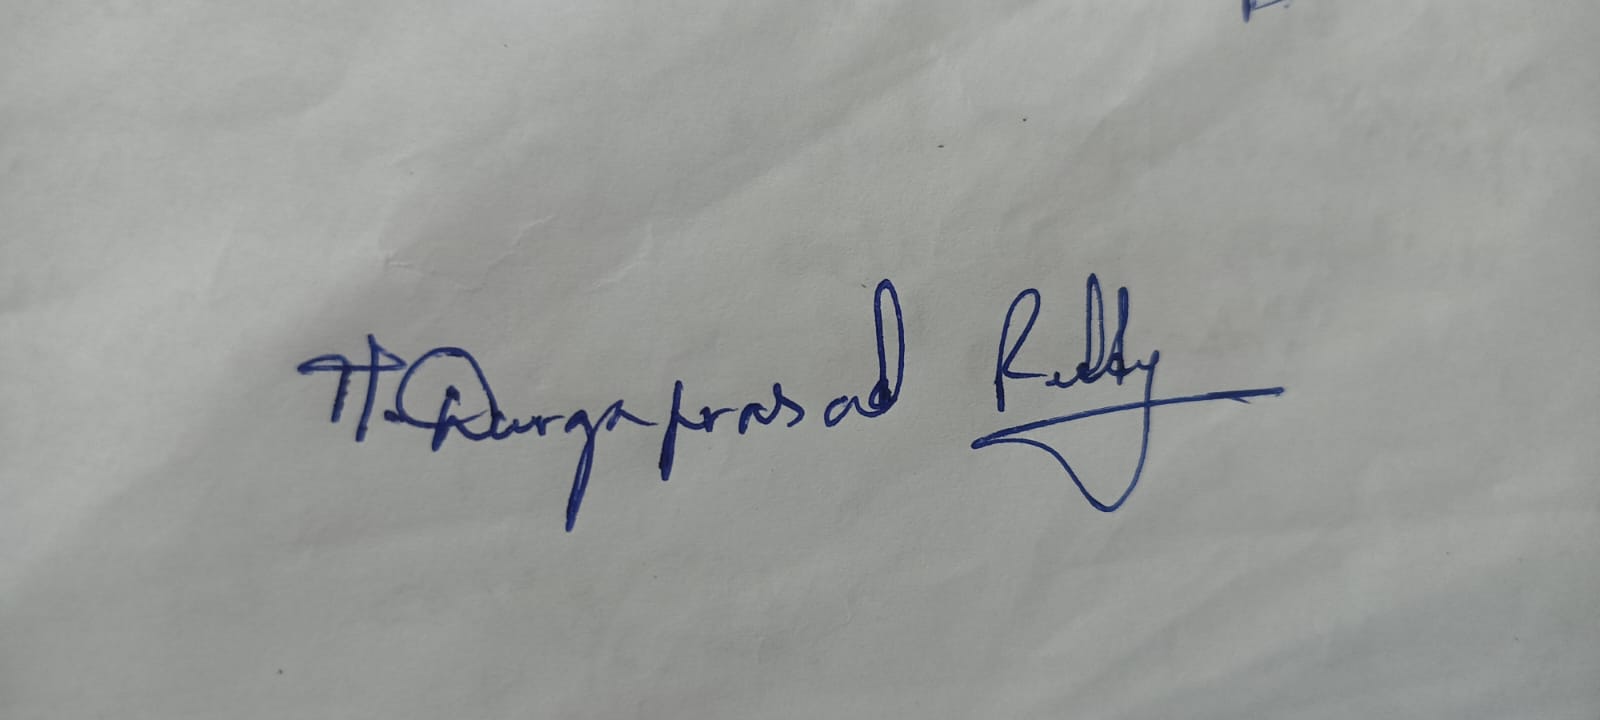 T. Durgaprasad Reddy